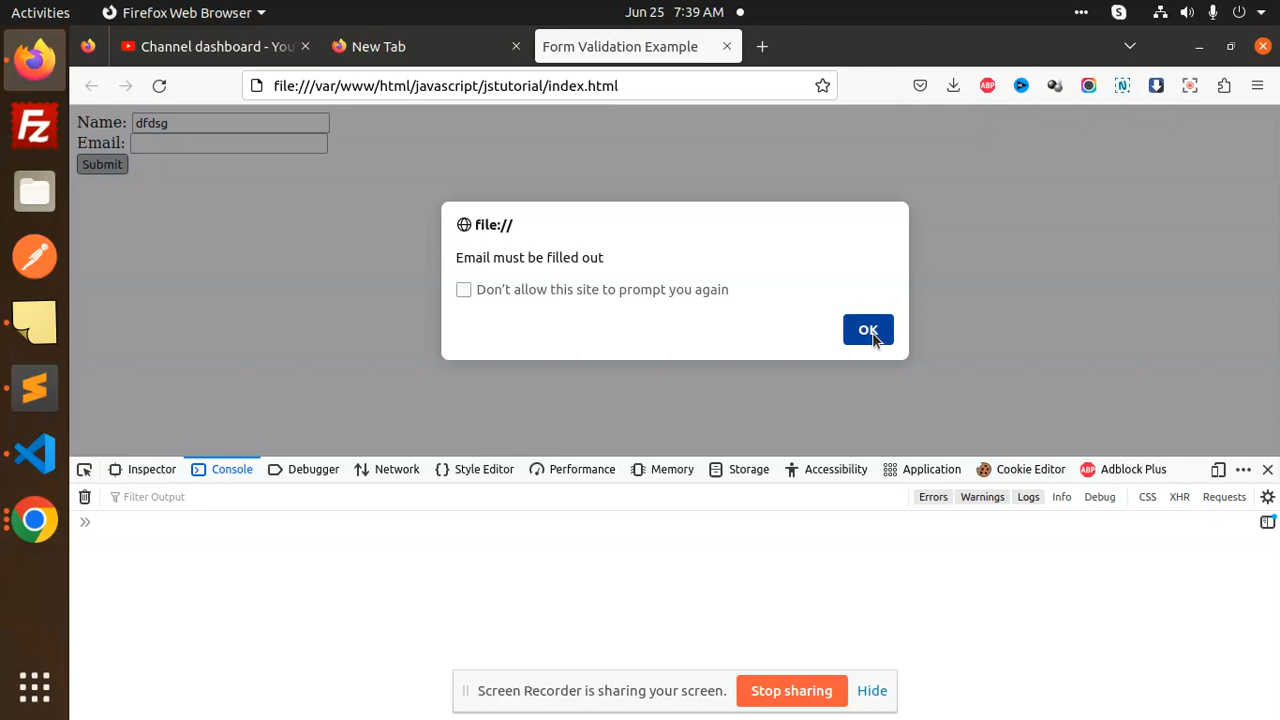 Activities Firefox Web Browser Jun 25 7:39 AM
Channel dashboard - You New Tab Form Validation Example
file:///var/www/html/javascript/jstutorial/index.html
Name: dfdsg
Email:
Submit
file://
Email must be filled out
Don't allow this site to prompt you again
OK
Inspector Console Debugger Network Style Editor Performance Memory Storage Accessibility Application Cookie Editor Adblock Plus
Filter Output Errors Warnings Logs Info Debug CSS XHR Requests
Screen Recorder is sharing your screen. Stop sharing Hide